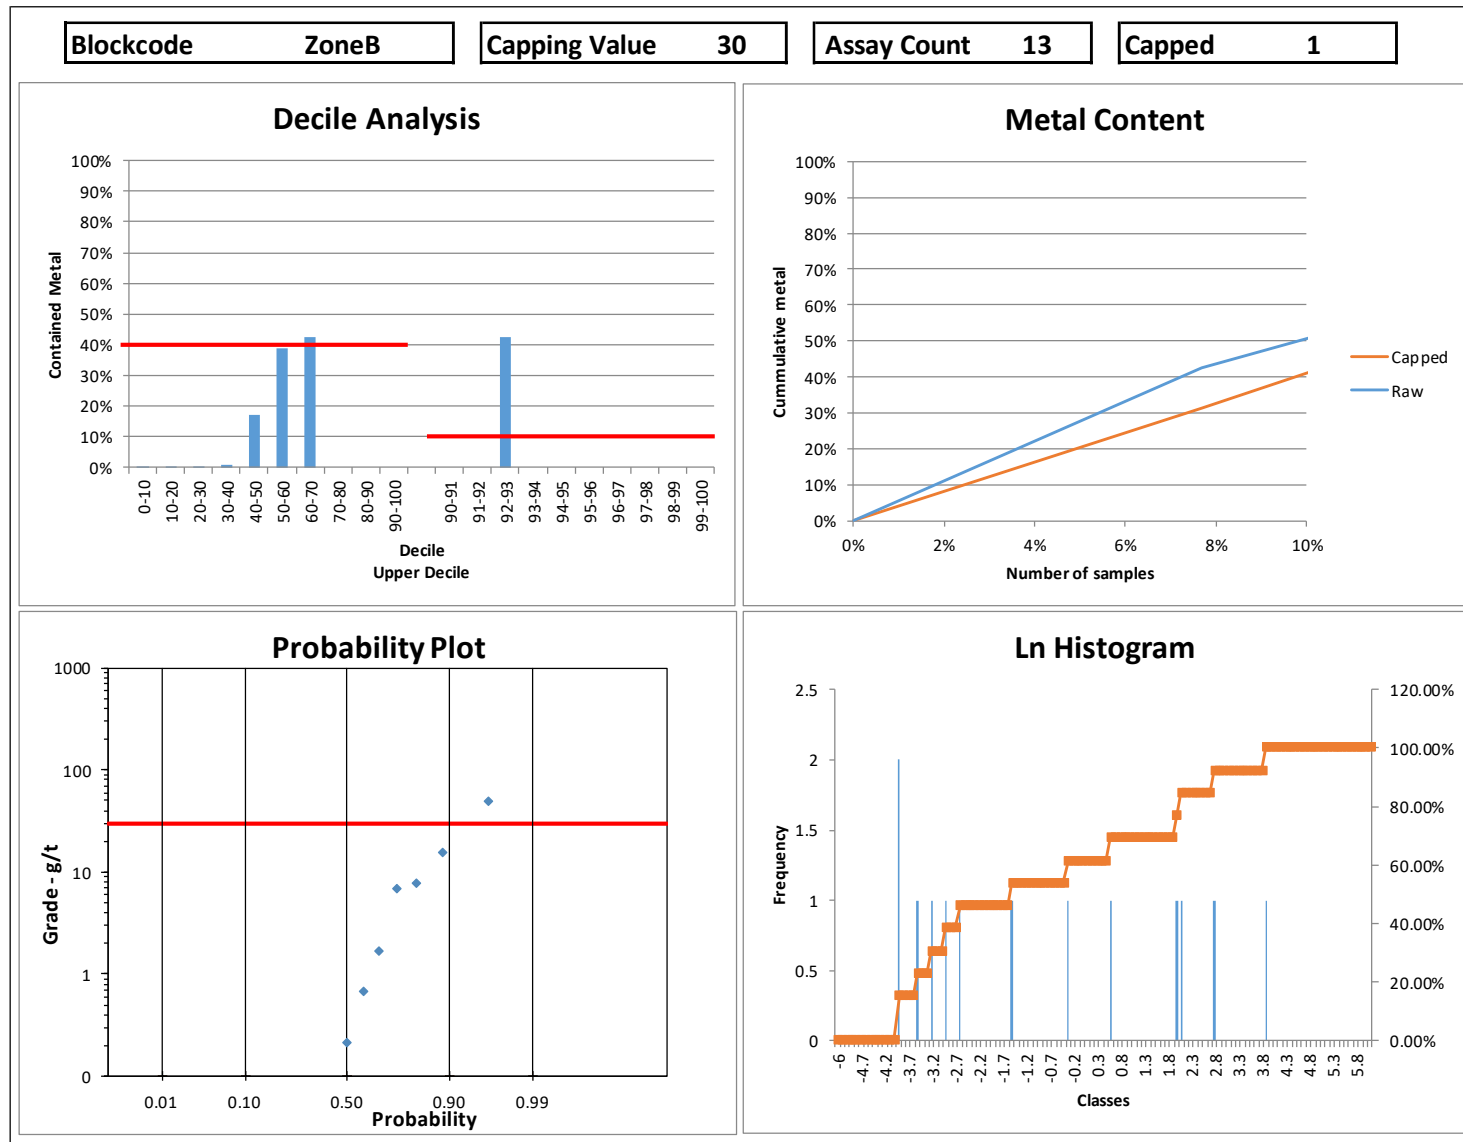 Blockcode ZoneB Capping Value 30 Assay Count 13 Capped 1
Decile Analysis
100%
90%
80%
70%
60%
50%
40%
30%
20%
10%
0%
Contained Metal
0-10 10-20 20-30 30-40 40-50 50-60 60-70 70-80 80-90 90-100 90-91 91-92 92-93 93-94 94-95 95-96 96-97 97-98 98-99 99-100
Decile
Upper Decile
Metal Content
100%
90%
80%
70%
60%
50%
40%
30%
20%
10%
0%
Cummulative metal
0% 2% 4% 6% 8% 10%
Number of samples
Capped
Raw
Probability Plot
1000
100
10
1
0
Grade - g/t
0.01 0.10 0.50 0.90 0.99
Probability
Ln Histogram
2.5
2
1.5
1
0.5
0
Frequency
120.00%
100.00%
80.00%
60.00%
40.00%
20.00%
0.00%
-6 -4.7 -4.2 -3.7 -3.2 -2.7 -2.2 -1.7 -1.2 -0.7 -0.2 0.3 0.8 1.3 1.8 2.3 2.8 3.3 3.8 4.3 4.8 5.3 5.8
Classes